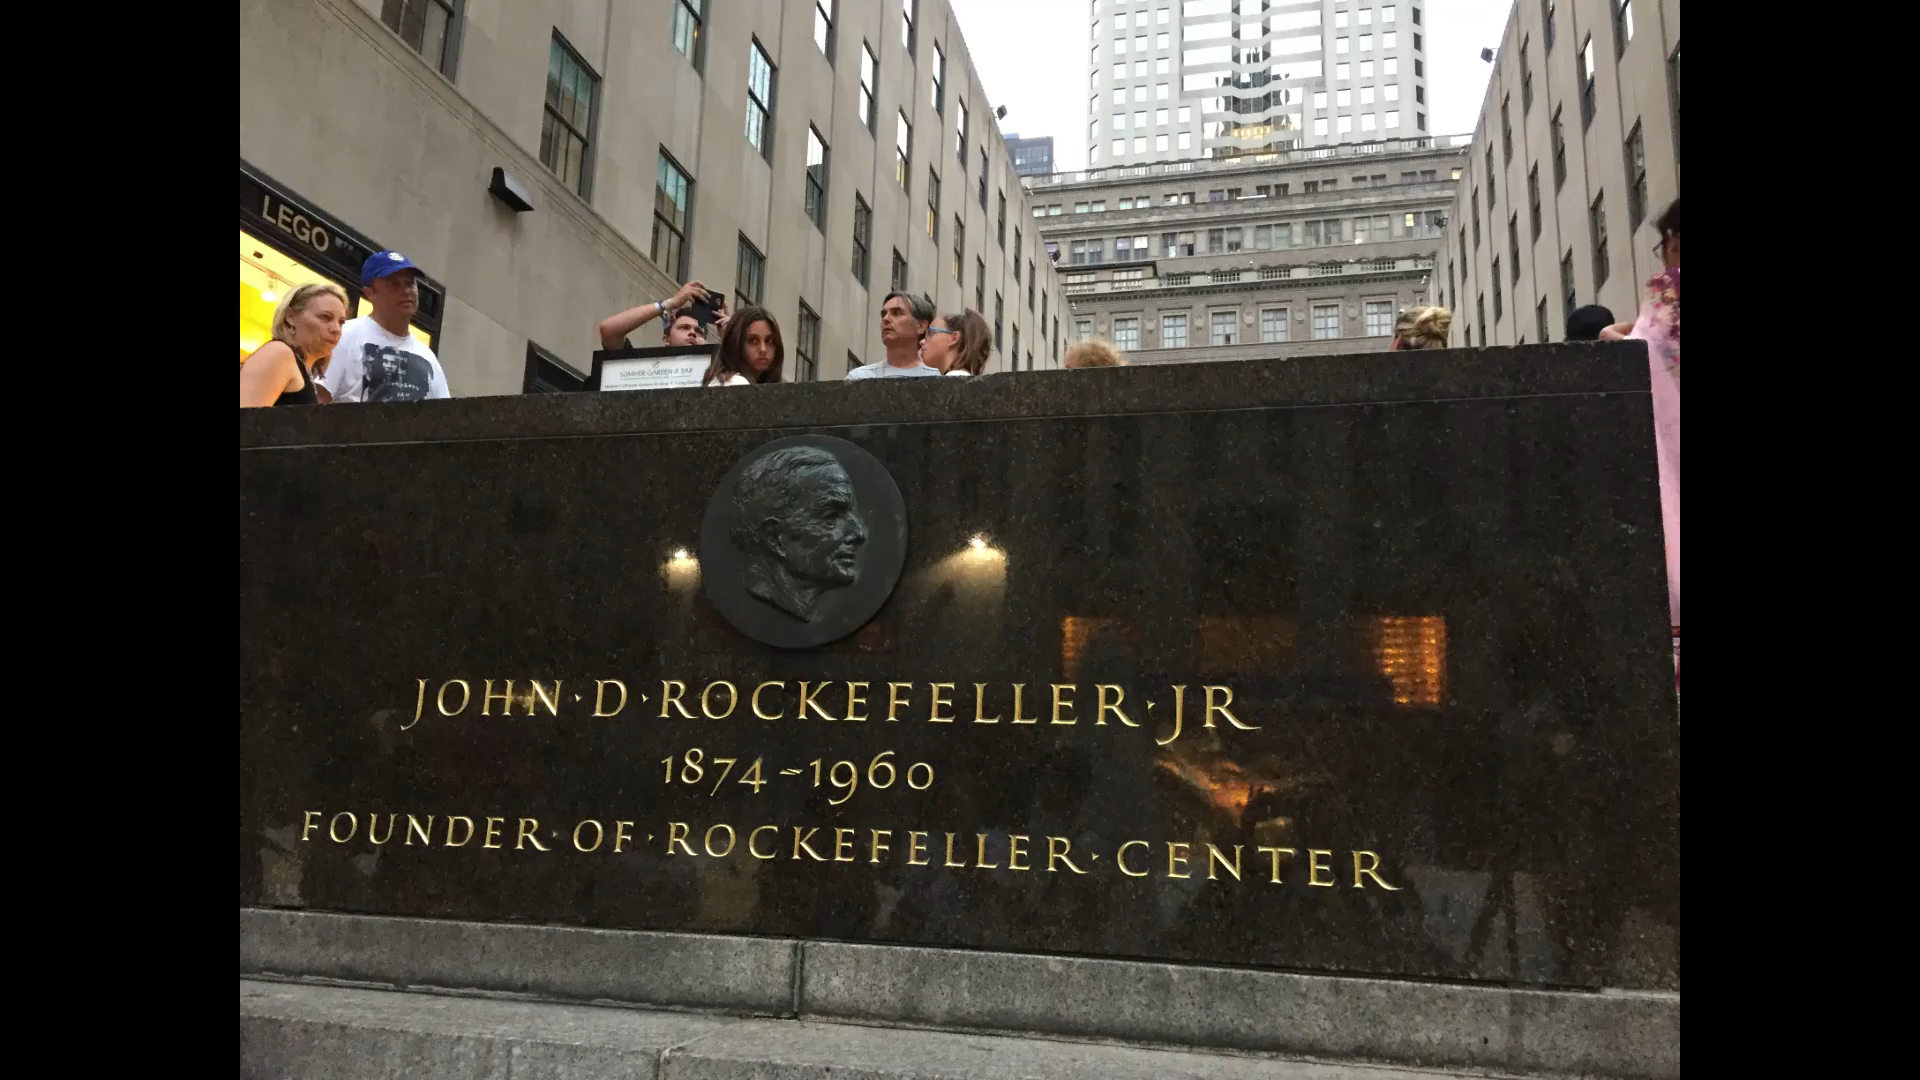 LEGO
SUMMER GARDEN & BAR
JOHN·D·ROCKEFELLER·JR
1874-1960
FOUNDER·OF·ROCKEFELLER·CENTER